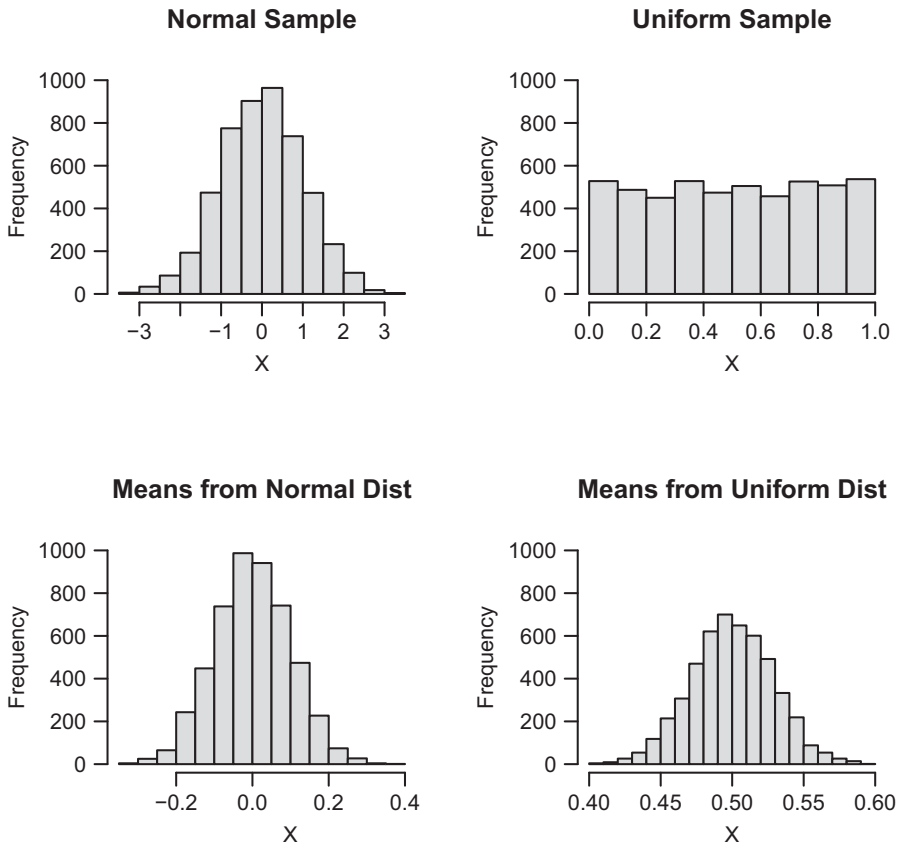 Normal Sample
Frequency
1000
800
600
400
200
0
−3 −1 0 1 2 3
X
Uniform Sample
Frequency
1000
800
600
400
200
0
0.0 0.2 0.4 0.6 0.8 1.0
X
Means from Normal Dist
Frequency
1000
800
600
400
200
0
−0.2 0.0 0.2 0.4
X
Means from Uniform Dist
Frequency
1000
800
600
400
200
0
0.40 0.45 0.50 0.55 0.60
X